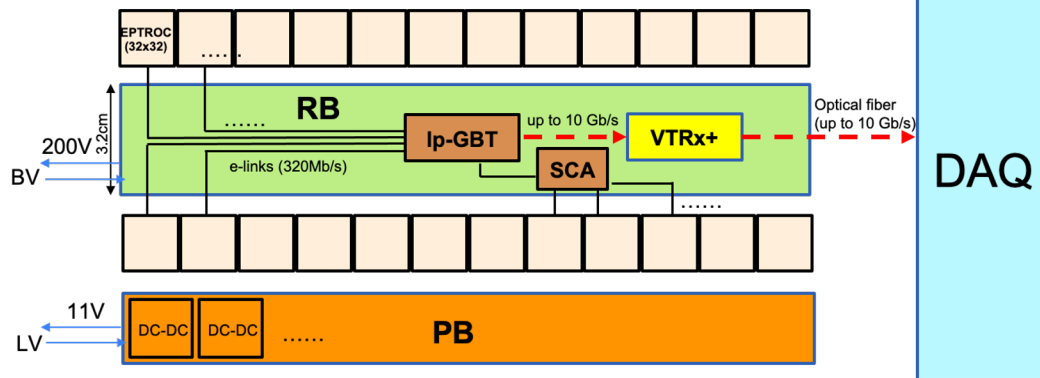 EPTROC
(32x32)
......
RB
3.2cm
......
lp-GBT
up to 10 Gb/s
VTRx+
Optical fiber
(up to 10 Gb/s)
DAQ
200V
BV
e-links (320Mb/s)
SCA
......
11V
LV
DC-DC
DC-DC
......
PB